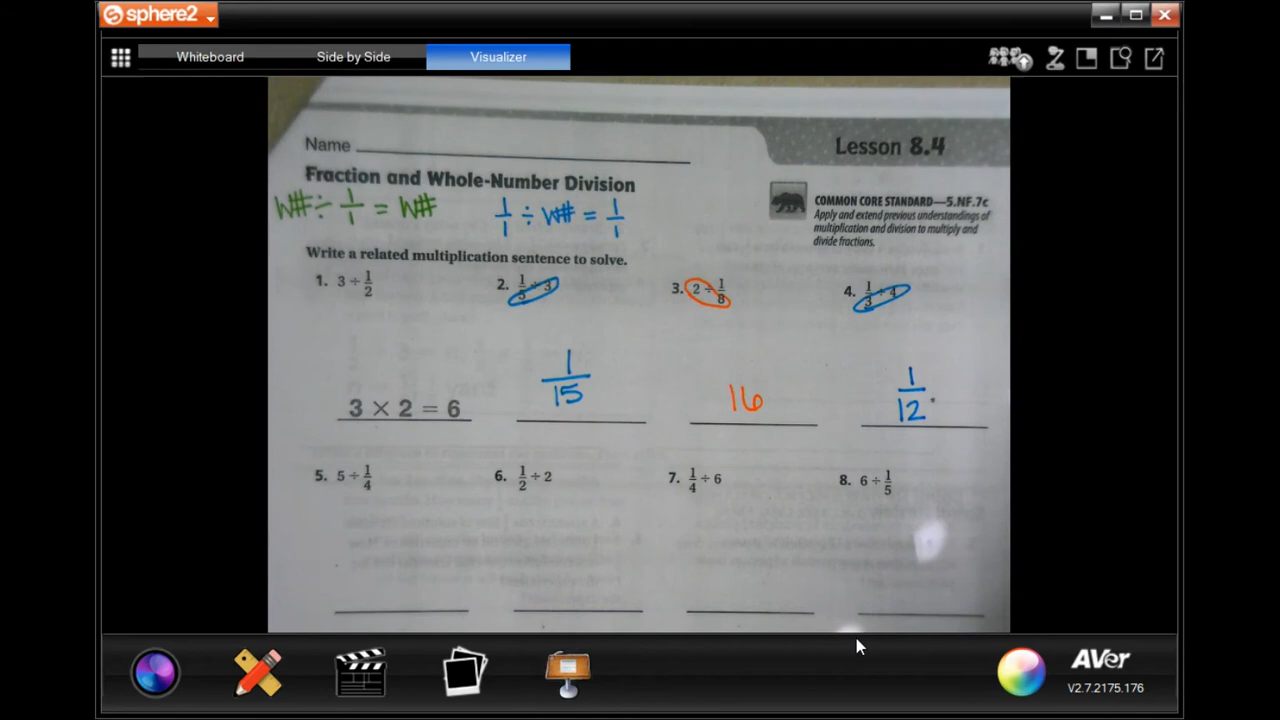 sphere2
Whiteboard Side by Side Visualizer
Name
Lesson 8.4
Fraction and Whole-Number Division
W# ÷ 1/1 = W# 1/1 ÷ W# = 1/1
COMMON CORE STANDARD—5.NF.7c
Apply and extend previous understandings of
multiplication and division to multiply and
divide fractions.
Write a related multiplication sentence to solve.
1. 3 ÷ 1/2 2. 1/5 ÷ 3 3. 2 ÷ 1/8 4. 1/3 ÷ 4
3 × 2 = 6 1/15 16 1/12
5. 5 ÷ 1/4 6. 1/2 ÷ 2 7. 1/4 ÷ 6 8. 6 ÷ 1/5
AVer
V2.7.2175.176